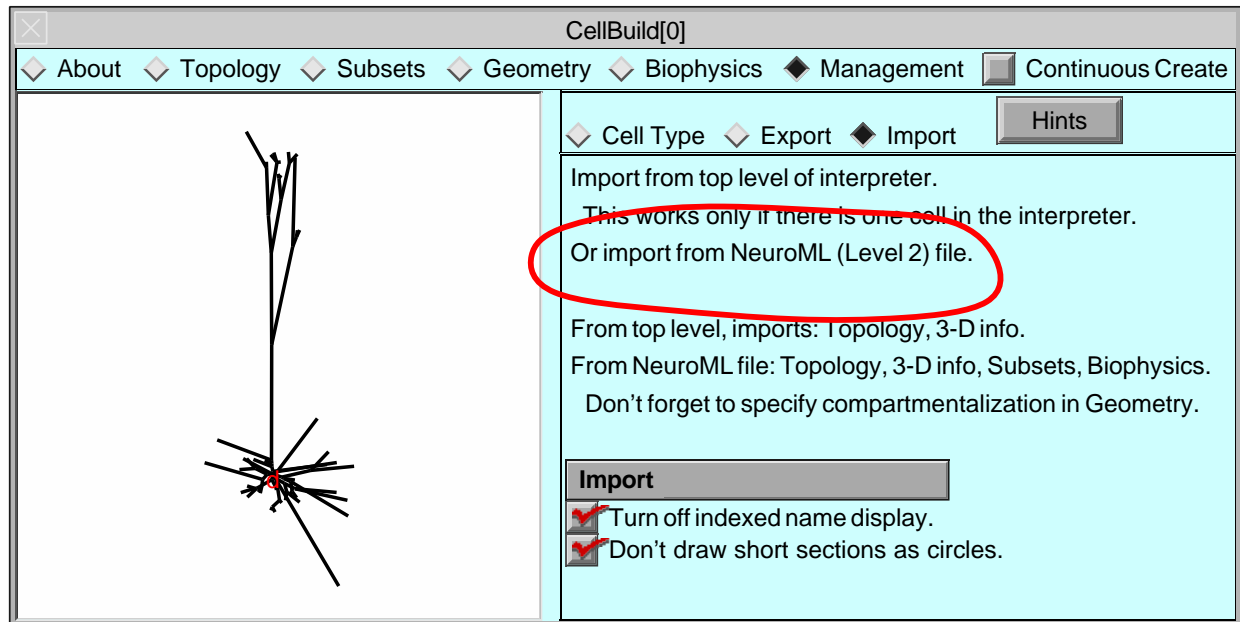 CellBuild[0]
About Topology Subsets Geometry Biophysics Management Continuous Create
Cell Type Export Import Hints
Import from top level of interpreter.
This works only if there is one cell in the interpreter.
Or import from NeuroML (Level 2) file.
From top level, imports: Topology, 3-D info.
From NeuroML file: Topology, 3-D info, Subsets, Biophysics.
Don't forget to specify compartmentalization in Geometry.
Import
Turn off indexed name display.
Don't draw short sections as circles.
d